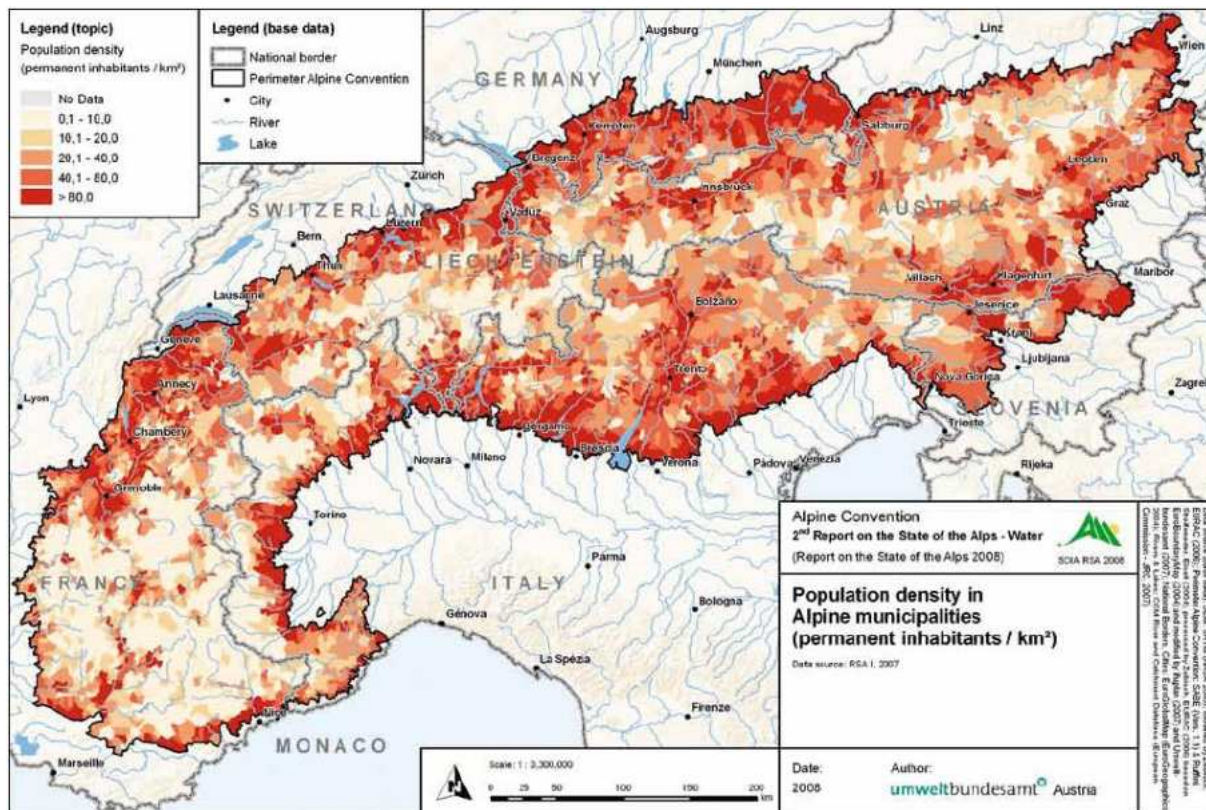 Legend (topic)
Population density
(permanent inhabitants / km²)
No Data
0,1 - 10,0
10,1 - 20,0
20,1 - 40,0
40,1 - 80,0
> 80,0
Legend (base data)
National border
Perimeter Alpine Convention
City
River
Lake
Augsburg
Linz
Wien
GERMANY
München
Kempten
Salzburg
Bregenz
Zürich
Leoben
Innsbruck
SWITZERLAND
Vaduz
AUSTRIA
Luzern
Graz
Bern
LIECHTENSTEIN
Thun
Villach
Klagenfurt
Maribor
Lausanne
Bolzano
Jesenice
Genève
Kranj
Ljubljana
Trento
Annecy
Nova Gorica
Zagreb
Lyon
SLOVENIA
Chambéry
Bergamo
Trieste
Brescia
Novara
Milano
Verona
Pádova
Venezia
Rijeka
Grenoble
Torino
Parma
FRANCE
ITALY
Bologna
Génova
La Spézia
Nice
Firenze
MONACO
Marseille
Alpine Convention
2nd Report on the State of the Alps - Water
(Report on the State of the Alps 2008)
SOIA RSA 2008
Population density in
Alpine municipalities
(permanent inhabitants / km²)
Data source: RSA I, 2007
Scale: 1 : 3,300,000
0 25 50 100 150 200
km
Date:
2008
Author:
umweltbundesamt Austria